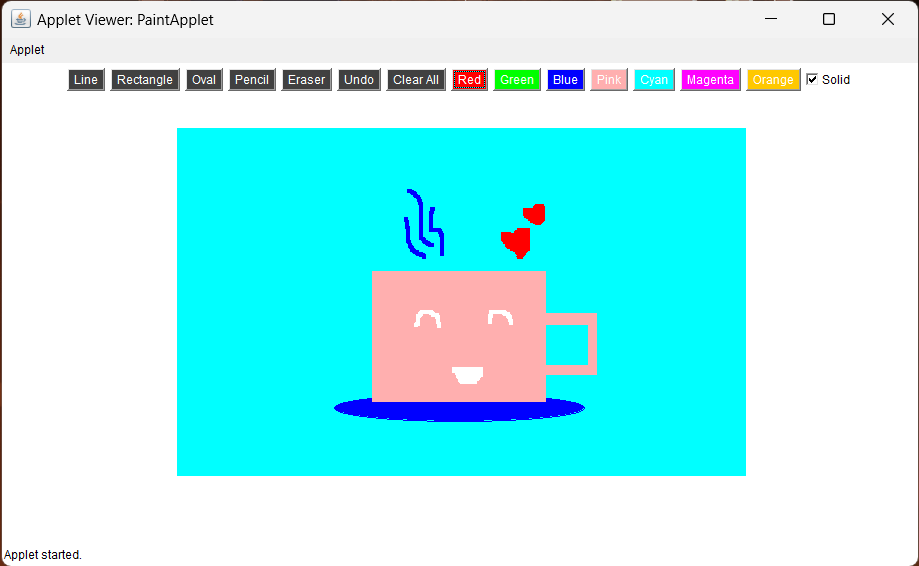 Applet Viewer: PaintApplet
Applet
Line Rectangle Oval Pencil Eraser Undo Clear All Red Green Blue Pink Cyan Magenta Orange Solid
Applet started.